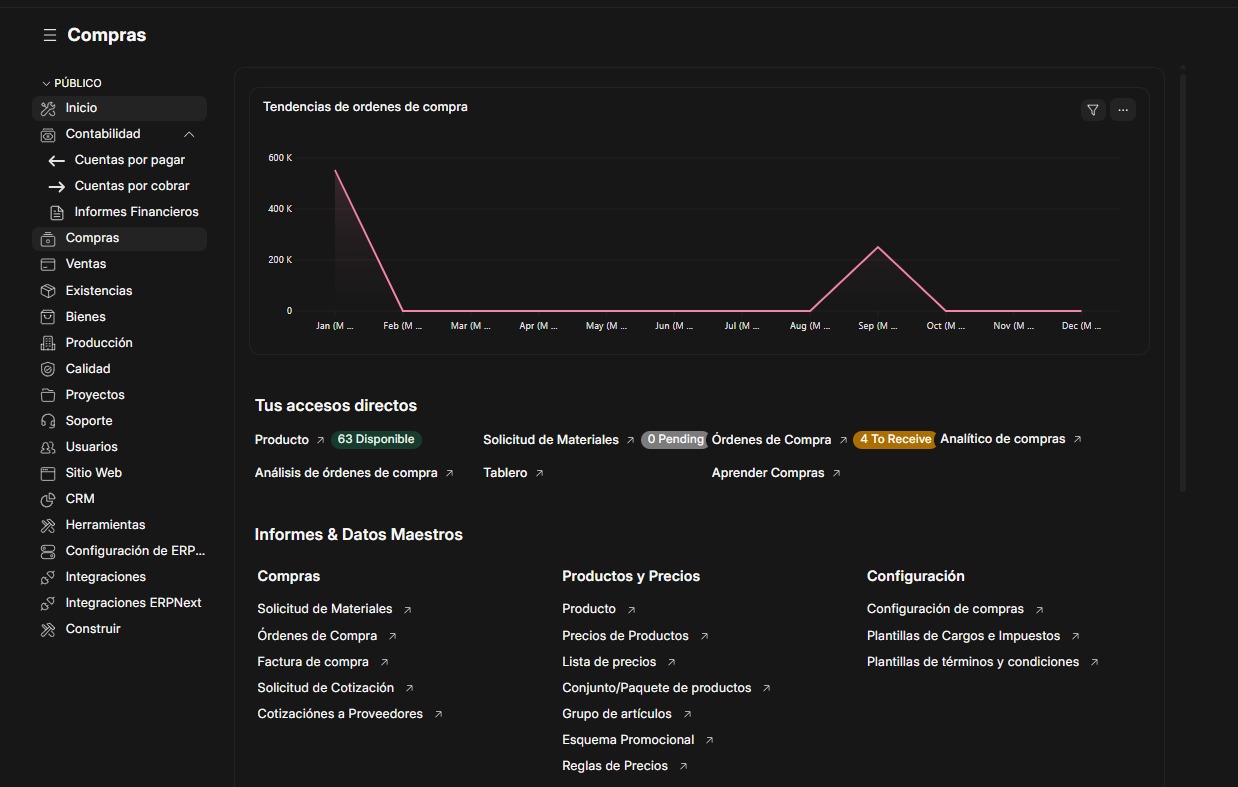 Compras
PÚBLICO
Inicio
Contabilidad
Cuentas por pagar
Cuentas por cobrar
Informes Financieros
Compras
Ventas
Existencias
Bienes
Producción
Calidad
Proyectos
Soporte
Usuarios
Sitio Web
CRM
Herramientas
Configuración de ERP...
Integraciones
Integraciones ERPNext
Construir
Tendencias de ordenes de compra
600 K
400 K
200 K
0
Jan (M ... Feb (M ... Mar (M ... Apr (M ... May (M ... Jun (M ... Jul (M ... Aug (M ... Sep (M ... Oct (M ... Nov (M ... Dec (M ...
Tus accesos directos
Producto 63 Disponible Solicitud de Materiales 0 Pending Órdenes de Compra 4 To Receive Analítico de compras
Análisis de órdenes de compra Tablero Aprender Compras
Informes & Datos Maestros
Compras
Solicitud de Materiales
Órdenes de Compra
Factura de compra
Solicitud de Cotización
Cotizaciónes a Proveedores
Productos y Precios
Producto
Precios de Productos
Lista de precios
Conjunto/Paquete de productos
Grupo de artículos
Esquema Promocional
Reglas de Precios
Configuración
Configuración de compras
Plantillas de Cargos e Impuestos
Plantillas de términos y condiciones